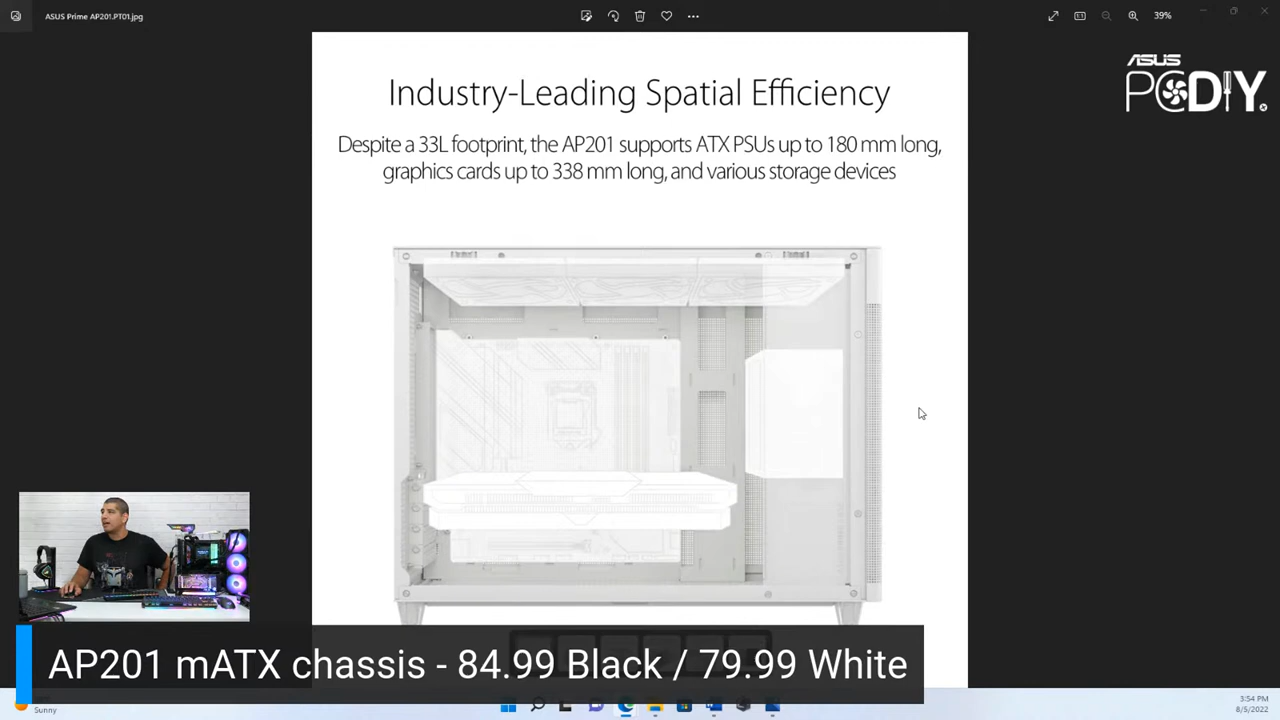 ASUS Prime AP201.PT01.jpg
39%
ASUS
PCDIY.
Industry-Leading Spatial Efficiency
Despite a 33L footprint, the AP201 supports ATX PSUs up to 180 mm long,
graphics cards up to 338 mm long, and various storage devices
AP201 mATX chassis - 84.99 Black / 79.99 White
Sunny
3:54 PM
8/5/2022